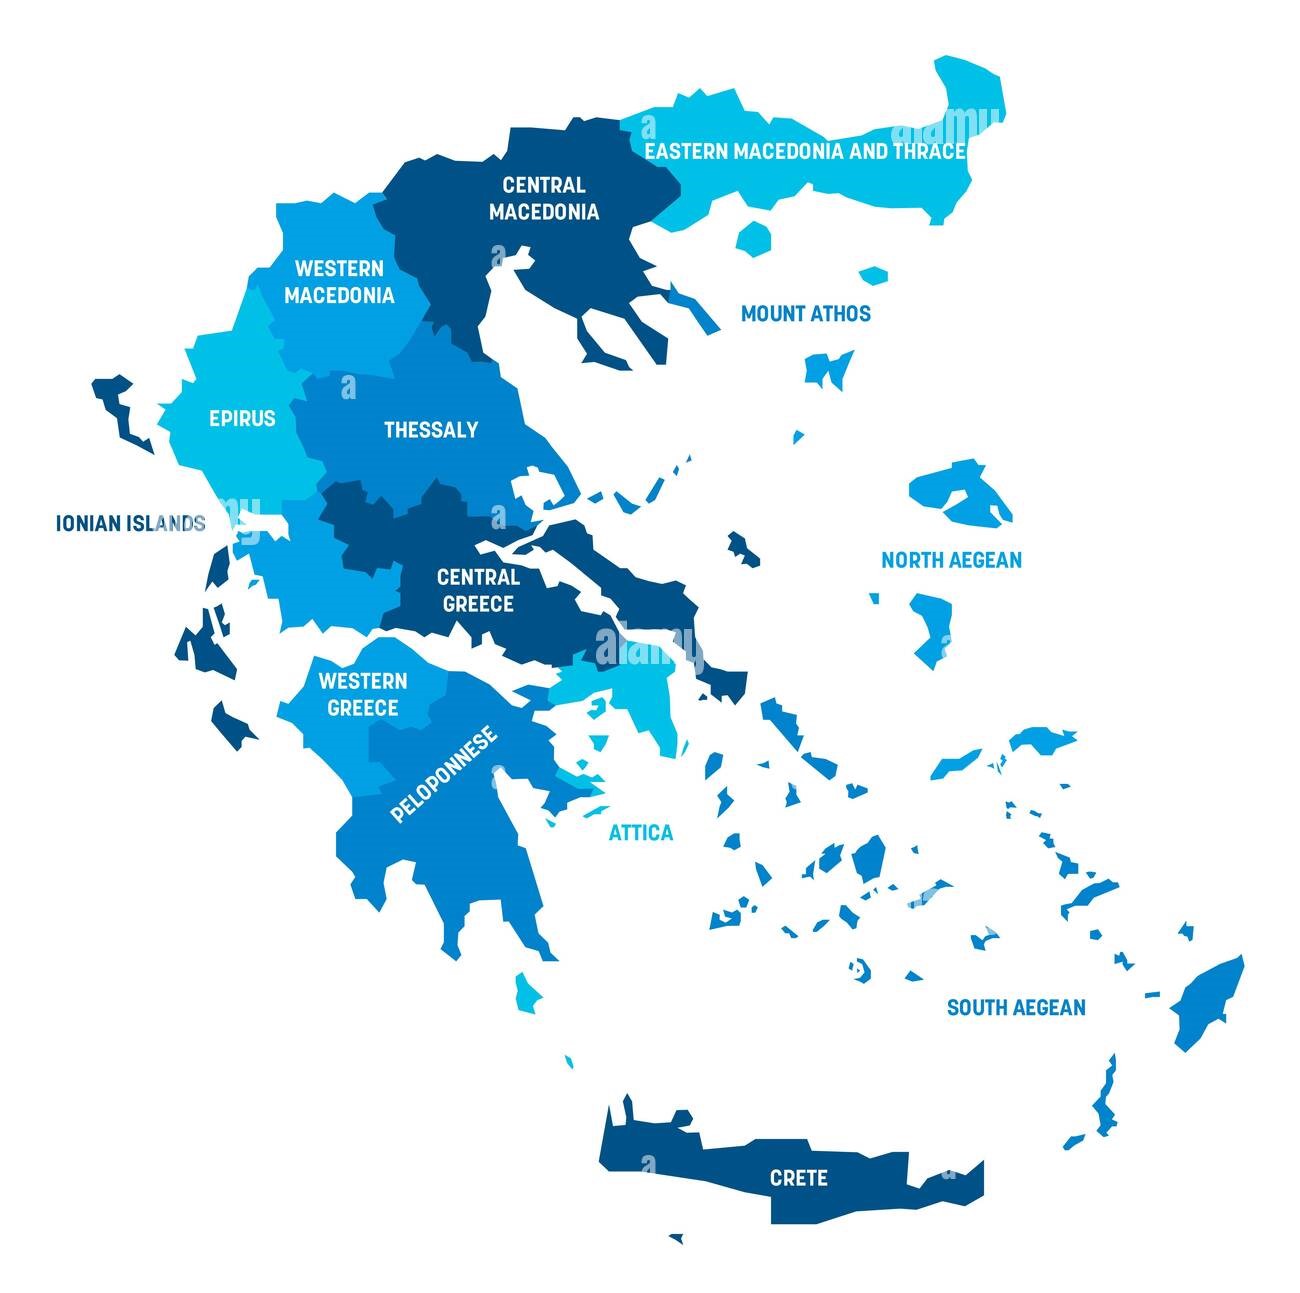 alamy
a
EASTERN MACEDONIA AND THRACE
CENTRAL
MACEDONIA
a
WESTERN
MACEDONIA
MOUNT ATHOS
a
EPIRUS
THESSALY
IONIAN ISLANDS
a
NORTH AEGEAN
CENTRAL
GREECE
alamy
a
WESTERN
GREECE
PELOPONNESE
a
ATTICA
SOUTH AEGEAN
a
CRETE
a